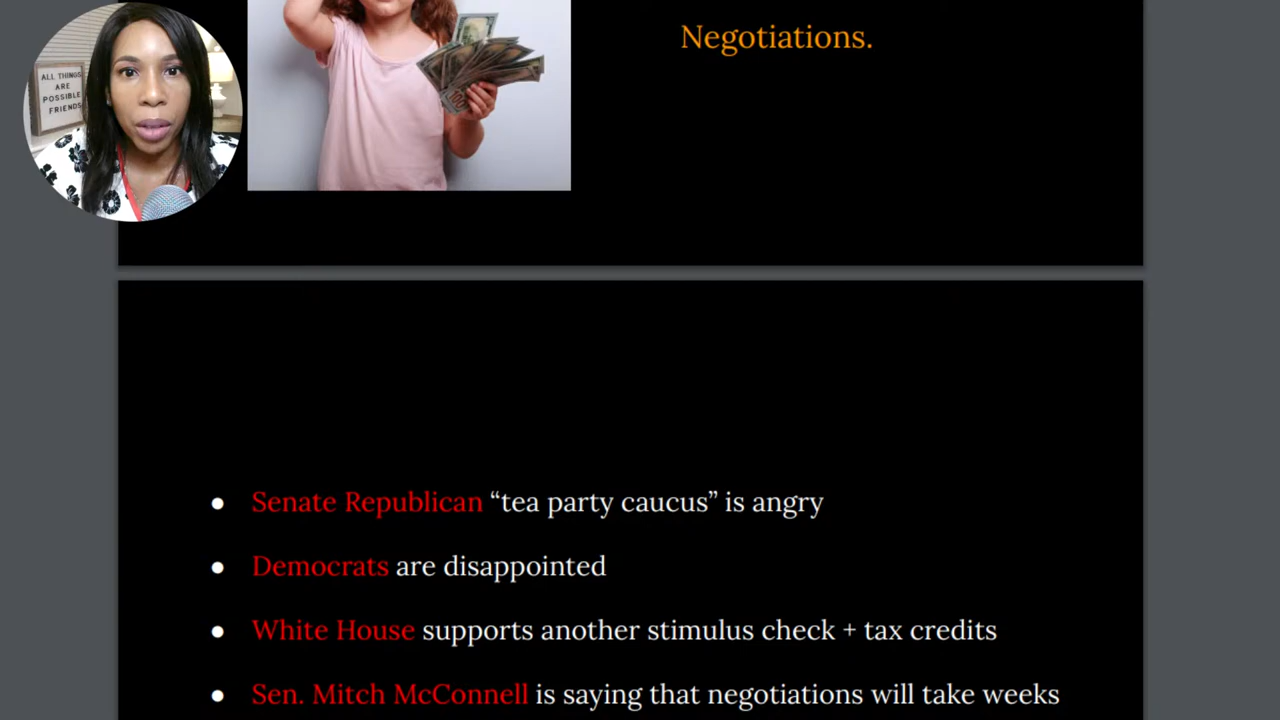 Negotiations.
ALL THINGS
ARE
POSSIBLE
FRIENDS
100
● Senate Republican “tea party caucus” is angry
● Democrats are disappointed
● White House supports another stimulus check + tax credits
● Sen. Mitch McConnell is saying that negotiations will take weeks